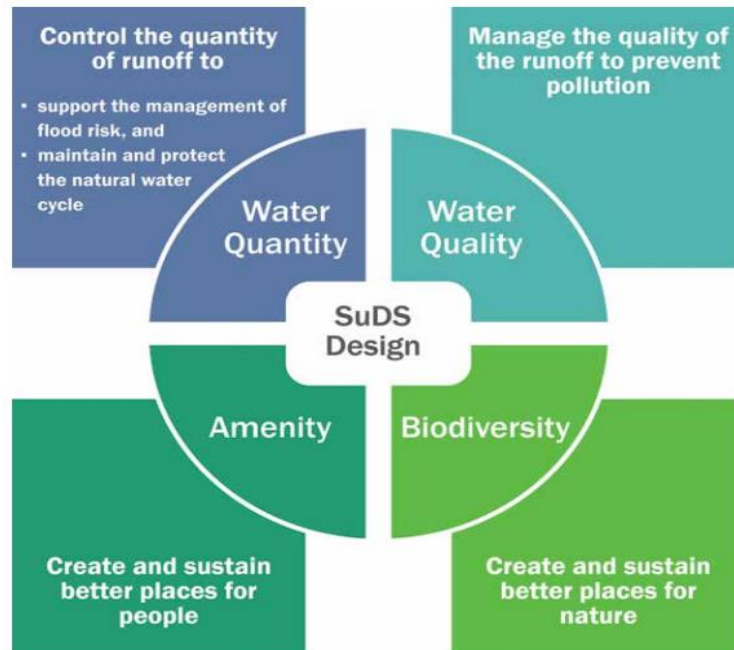 Control the quantity
of runoff to
• support the management of
flood risk, and
• maintain and protect
the natural water
cycle
Manage the quality of
the runoff to prevent
pollution
Water
Quantity
Water
Quality
SuDS
Design
Amenity
Biodiversity
Create and sustain
better places for
people
Create and sustain
better places for
nature